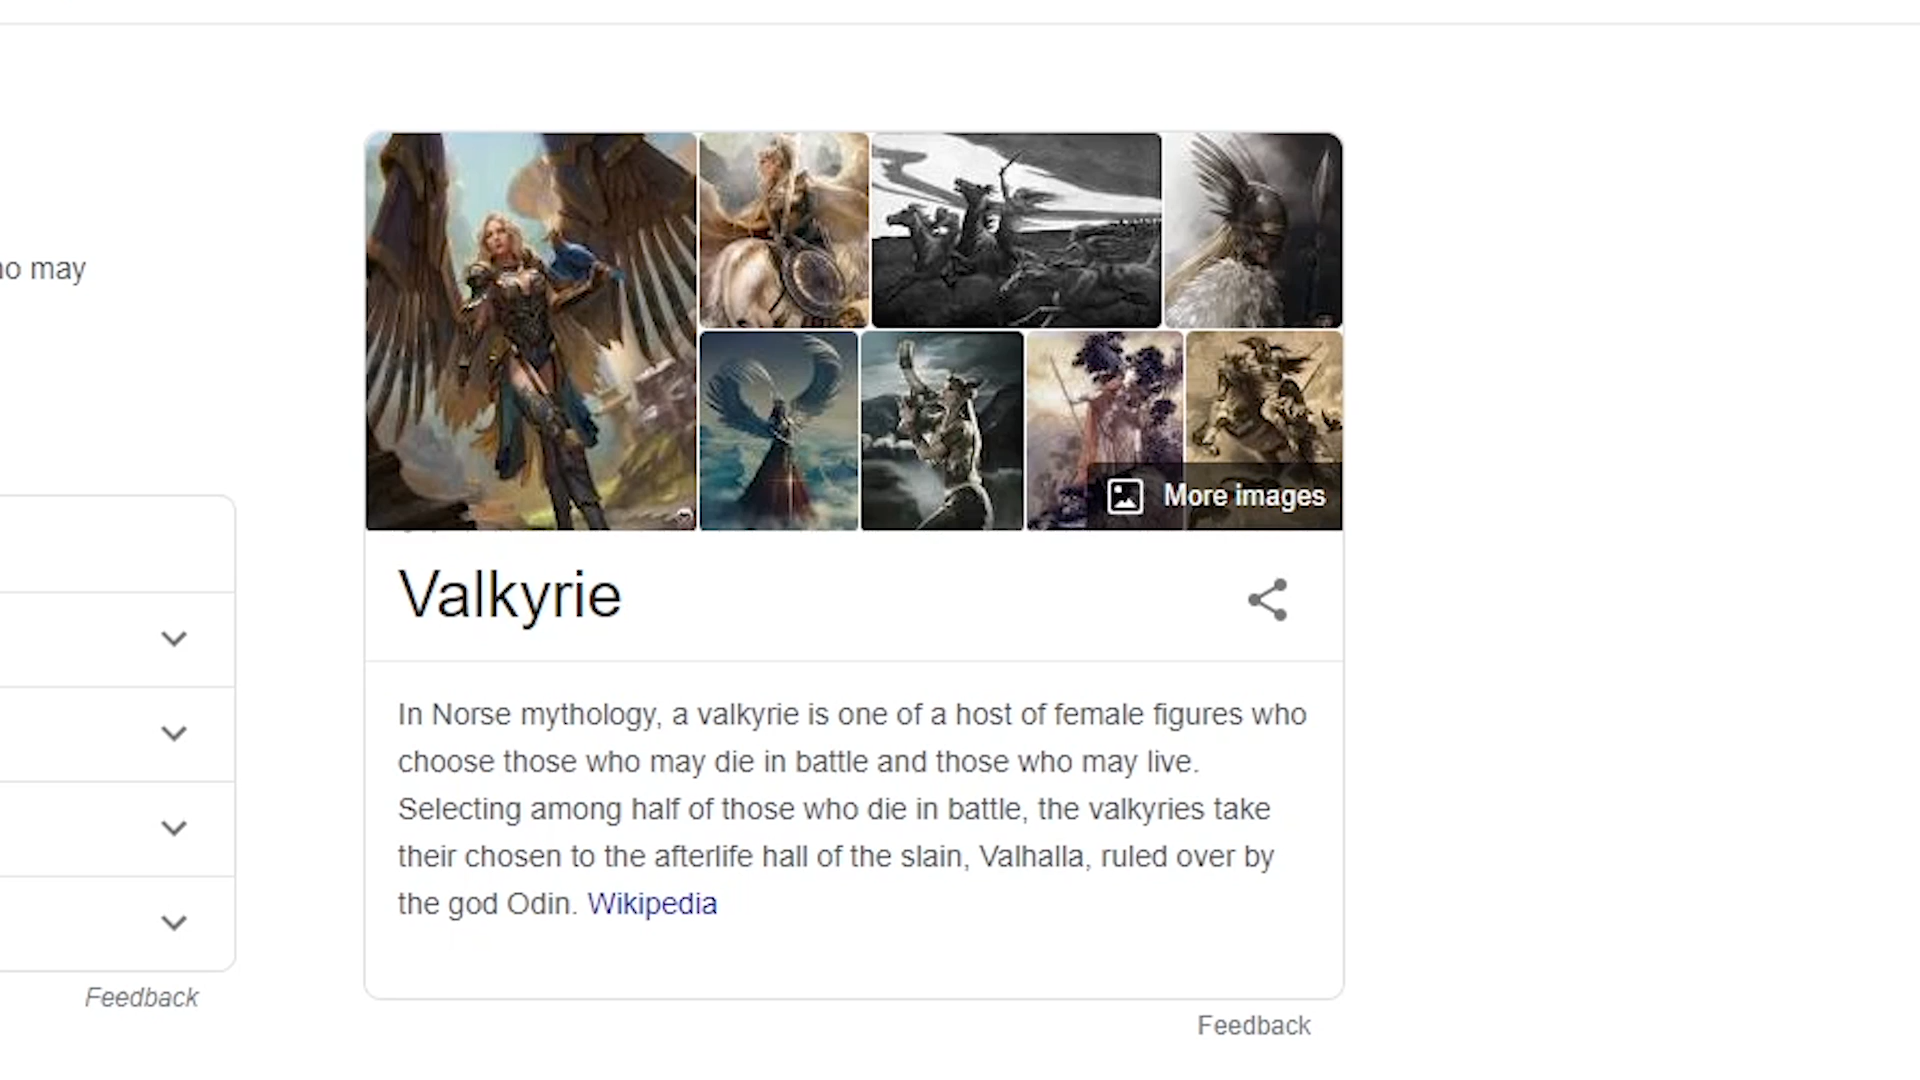 may
More images
Valkyrie
In Norse mythology, a valkyrie is one of a host of female figures who
choose those who may die in battle and those who may live.
Selecting among half of those who die in battle, the valkyries take
their chosen to the afterlife hall of the slain, Valhalla, ruled over by
the god Odin. Wikipedia
Feedback
Feedback